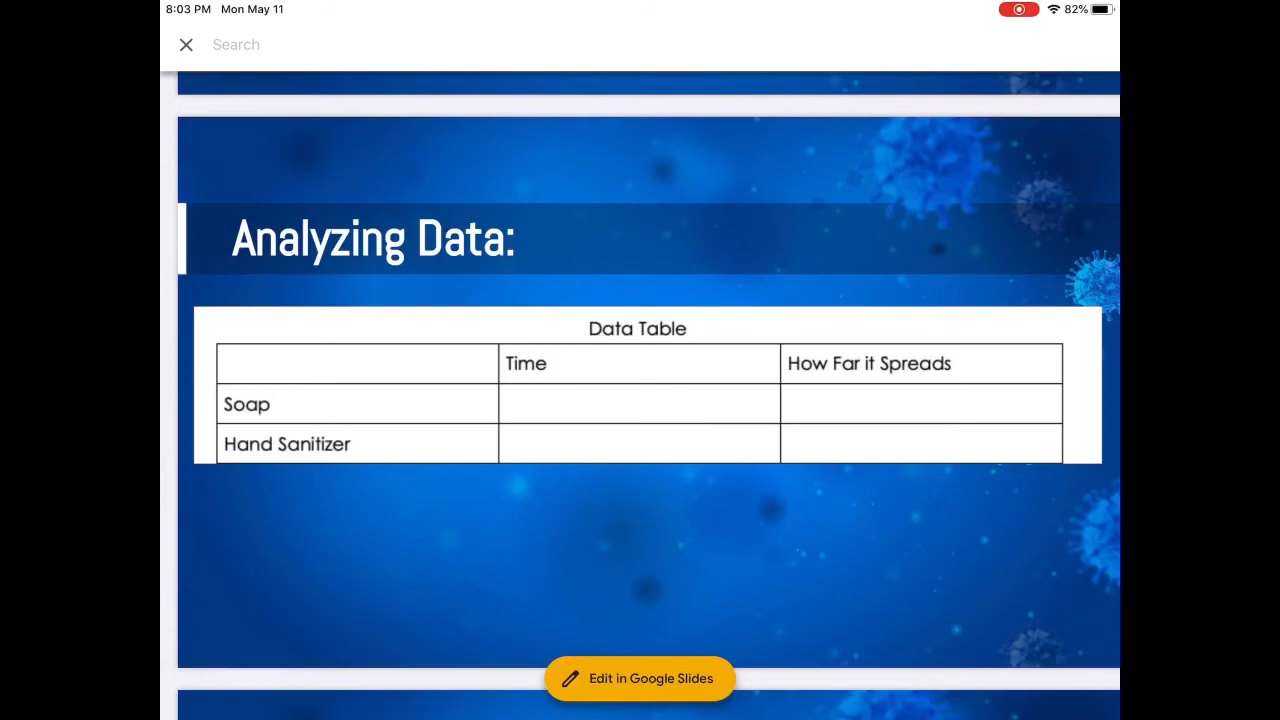 8:03 PM Mon May 11
82%
Search
Analyzing Data:
Data Table
Time How Far it Spreads
Soap
Hand Sanitizer
Edit in Google Slides